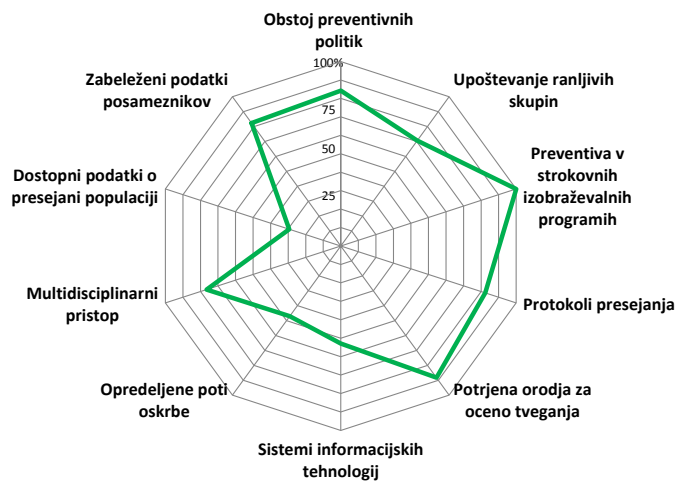 Obstoj preventivnih
politik
100%
75
50
25
Upoštevanje ranljivih
skupin
Preventiva v
strokovnih
izobraževalnih
programih
Protokoli presejanja
Potrjena orodja za
oceno tveganja
Sistemi informacijskih
tehnologij
Opredeljene poti
oskrbe
Multidisciplinarni
pristop
Dostopni podatki o
presejani populaciji
Zabeleženi podatki
posameznikov